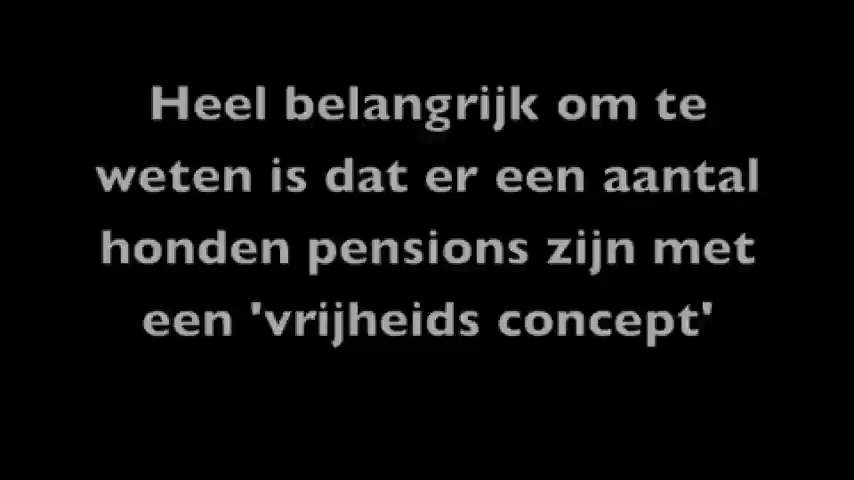 Heel belangrijk om te
weten is dat er een aantal
honden pensions zijn met
een 'vrijheids concept'